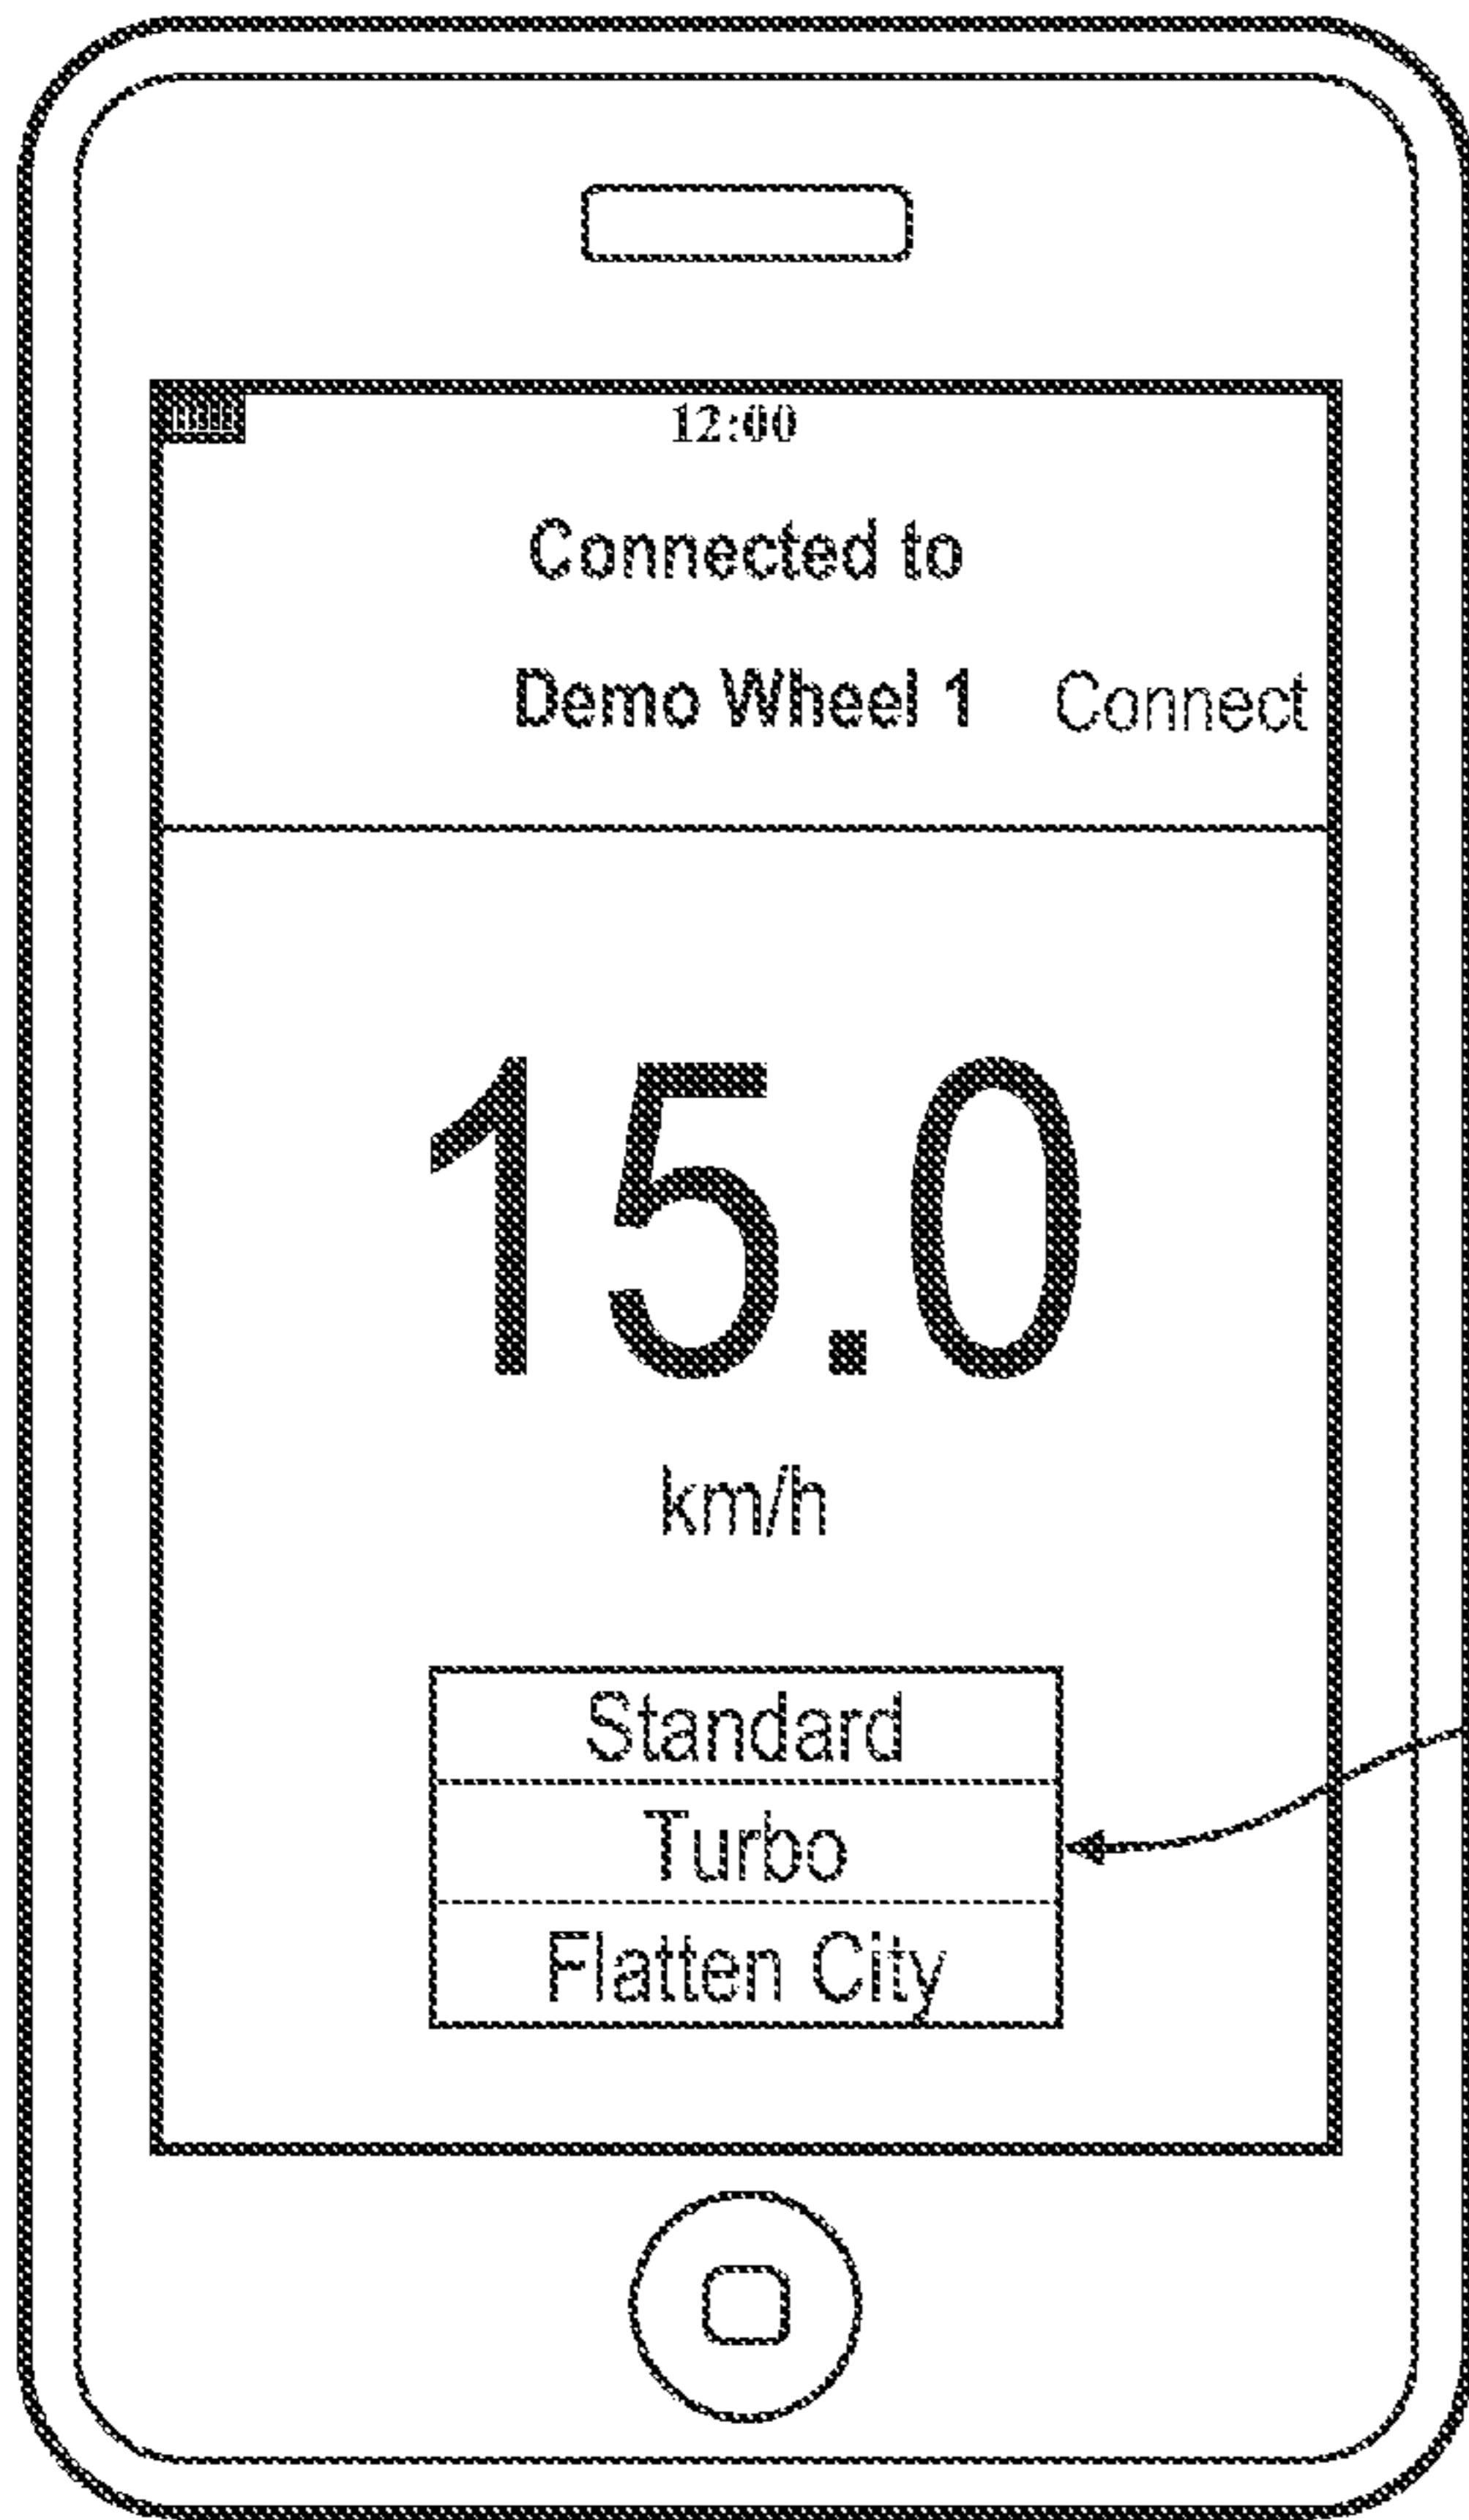 12:00
Connected to
Demo Wheel 1 Connect
15.0
km/h
Standard
Turbo
Flatten City